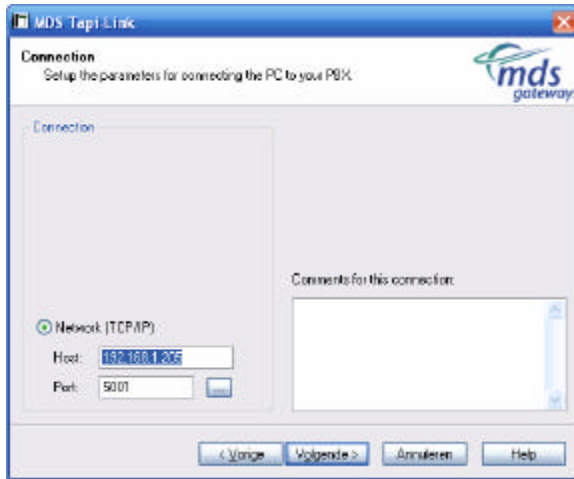 MDS Tapi-Link
Connection
Setup the parameters for connecting the PC to your PBX.
mds
gateway
Connection
Comments for this connection:
Network (TCP/IP)
Host: 192.168.1.205
Port: 5001 ...
< Vorige Volgende > Annuleren Help